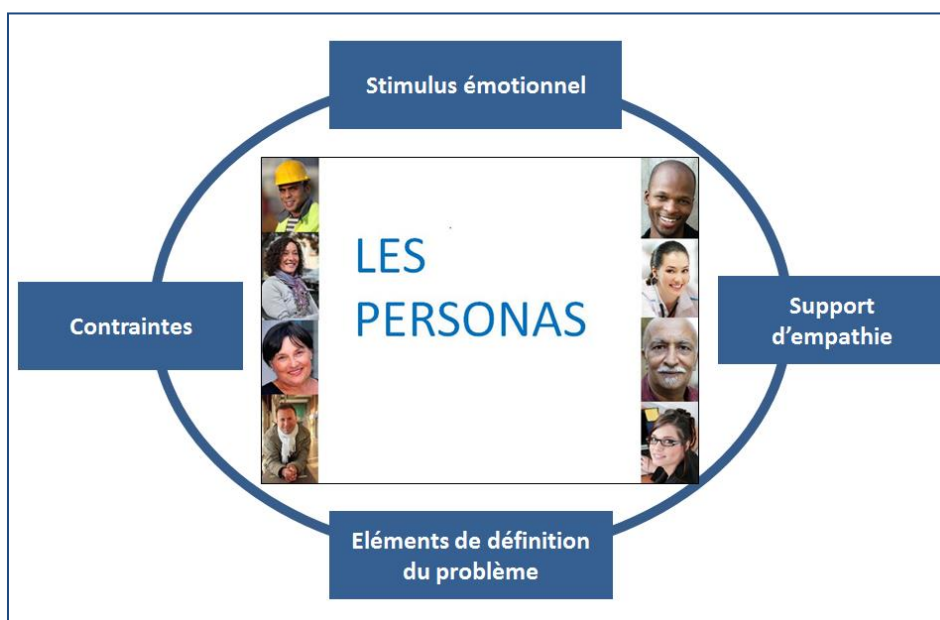 Stimulus émotionnel
LES
PERSONAS
Contraintes
Support
d'empathie
Eléments de définition
du problème